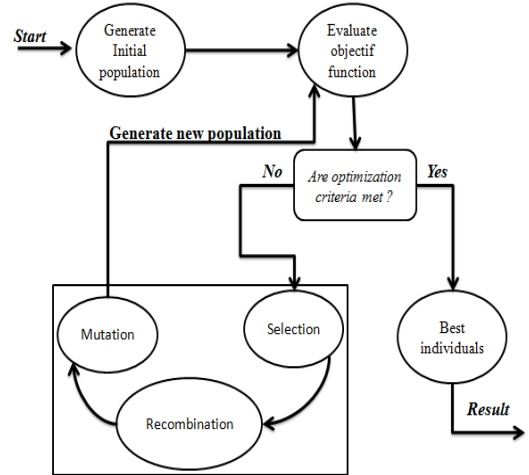 Start
Generate
Initial
population
Evaluate
objectif
function
Generate new population
No
Are optimization
criteria met ?
Yes
Mutation
Selection
Recombination
Best
individuals
Result